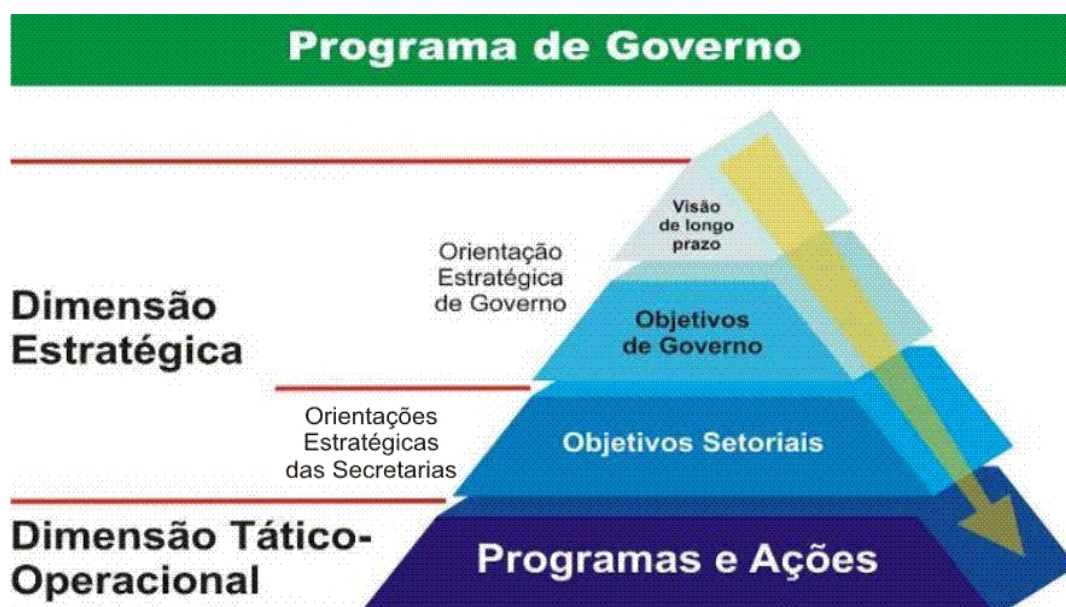 Programa de Governo
Visão
de longo
prazo
Orientação
Estratégica
de Governo
Dimensão
Estratégica
Objetivos
de Governo
Orientações
Estratégicas
das Secretarias
Objetivos Setoriais
Dimensão Tático-
Operacional
Programas e Ações